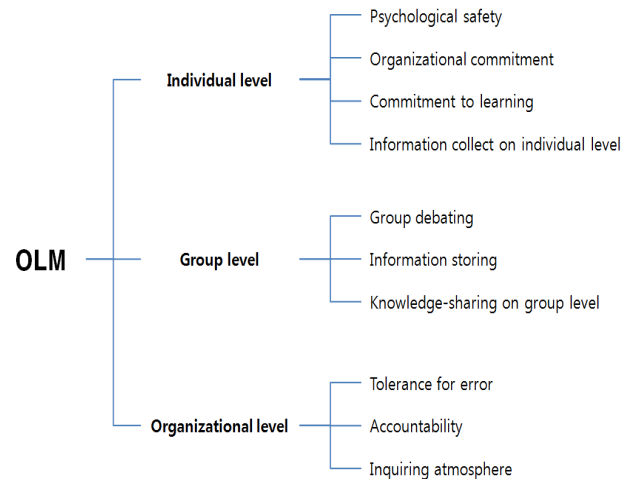 OLM
Individual level
Psychological safety
Organizational commitment
Commitment to learning
Information collect on individual level
Group level
Group debating
Information storing
Knowledge-sharing on group level
Organizational level
Tolerance for error
Accountability
Inquiring atmosphere